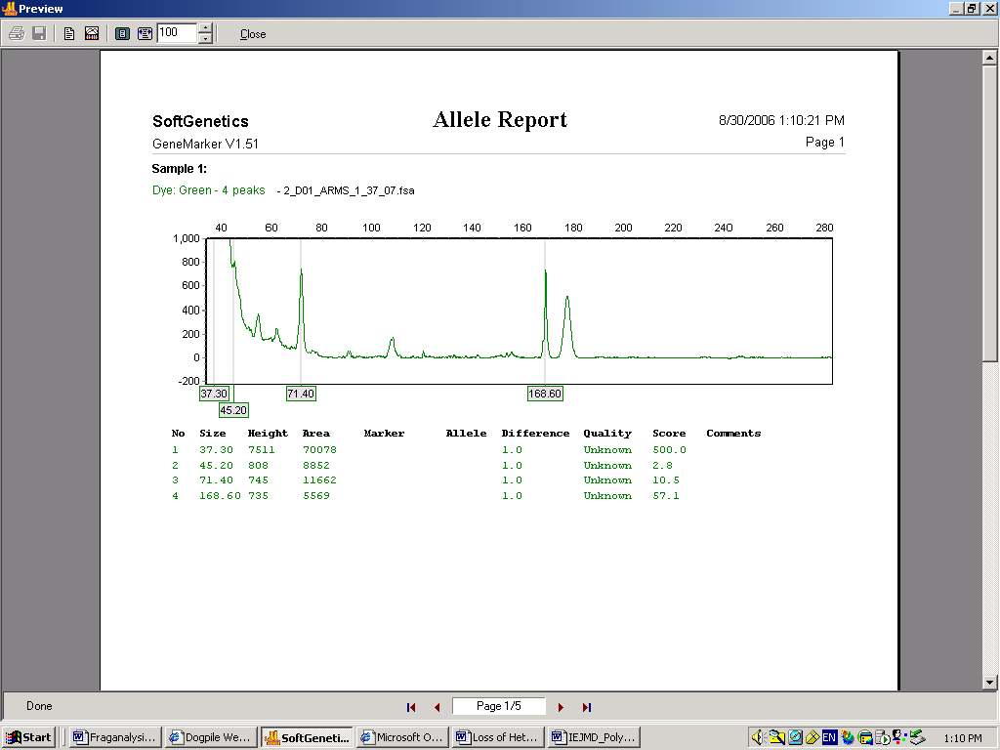 Preview
100
Close
SoftGenetics
Allele Report
8/30/2006 1:10:21 PM
GeneMarker V1.51
Page 1
Sample 1:
Dye: Green - 4 peaks - 2_D01_ARMS_1_37_07.fsa
40 60 80 100 120 140 160 180 200 220 240 260 280
1,000
800
600
400
200
0
-200
37.30 71.40 168.60
45.20
No Size Height Area Marker Allele Difference Quality Score Comments
1 37.30 7511 70078 1.0 Unknown 500.0
2 45.20 808 8852 1.0 Unknown 2.8
3 71.40 745 11662 1.0 Unknown 10.5
4 168.60 735 5569 1.0 Unknown 57.1
Done
Page 1/5
Start Fraganalysi... Dogpile We... SoftGeneti... Microsoft O... Loss of Het... IEJMD_Poly... EN 1:10 PM